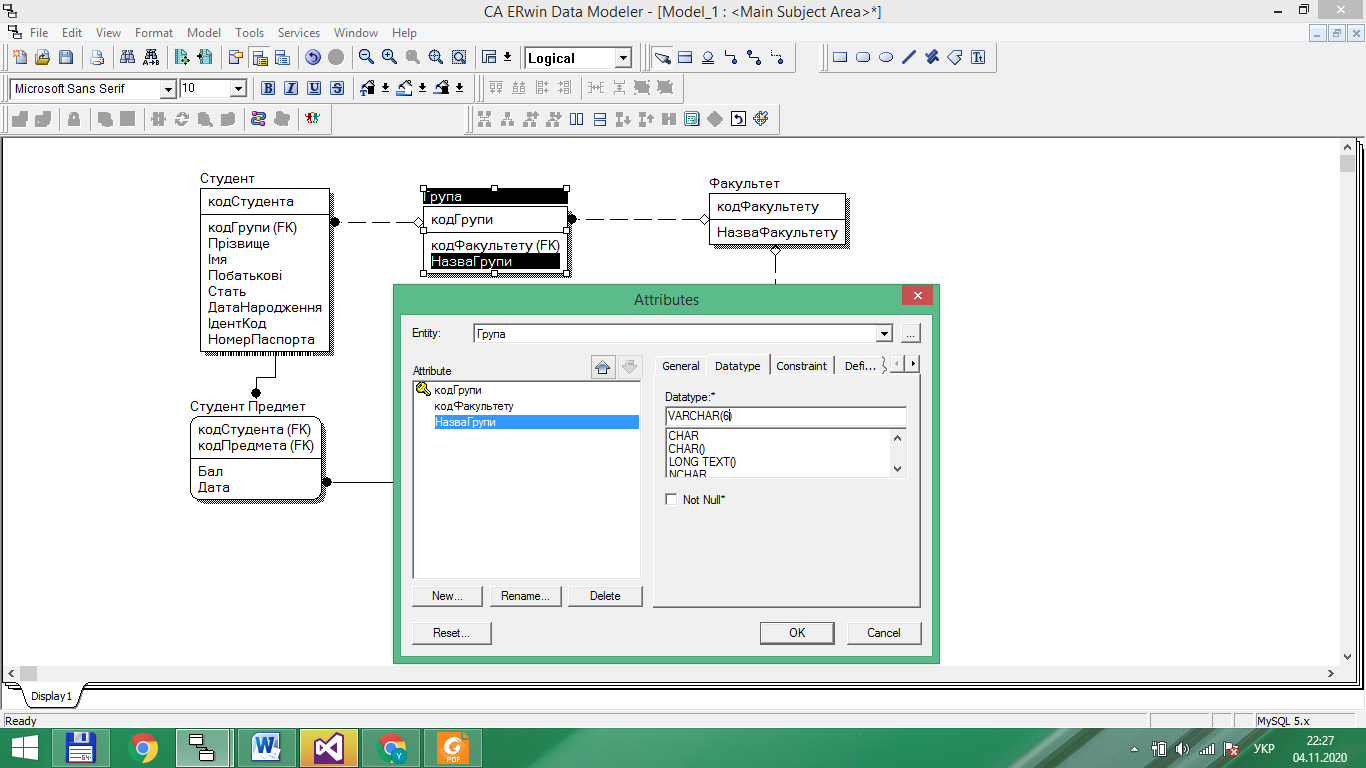 CA ERwin Data Modeler - [Model_1 : <Main Subject Area>*]
File Edit View Format Model Tools Services Window Help
Logical
Microsoft Sans Serif 10 B I U S
Студент
кодСтудента
кодГрупи (FK)
Прізвище
Імя
Побатькові
Стать
ДатаНародження
ІдентКод
НомерПаспорта
Група
кодГрупи
кодФакультету (FK)
НазваГрупи
Факультет
кодФакультету
НазваФакультету
Студент Предмет
кодСтудента (FK)
кодПредмета (FK)
Бал
Дата
Attributes
Entity: Група ...
Attribute
кодГрупи
кодФакультету
НазваГрупи
New... Rename... Delete
General Datatype Constraint Defi...
Datatype:*
VARCHAR(6)
CHAR
CHAR()
LONG TEXT()
NCHAR
Not Null*
Reset... OK Cancel
Display1
Ready MySQL 5.x
64
Y
PDF
УКР
22:27
04.11.2020